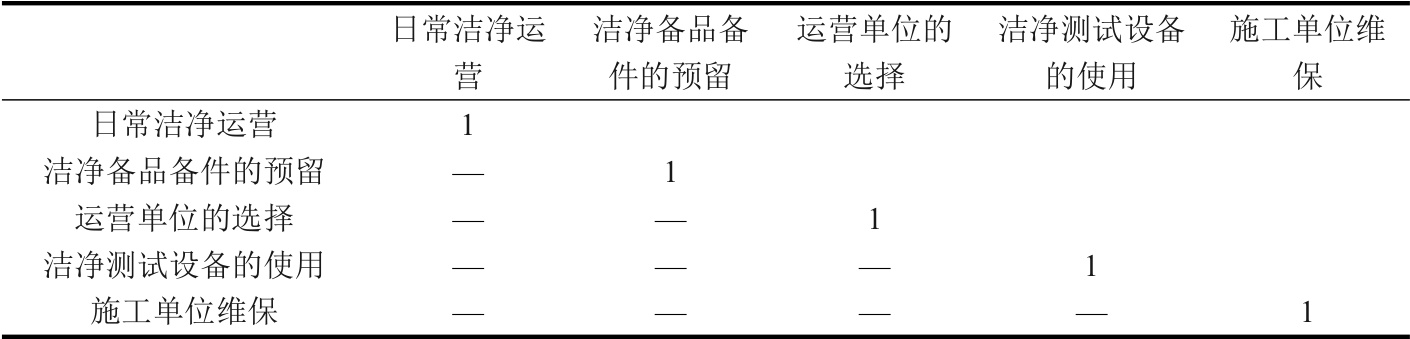 日常洁净运 洁净备品备 运营单位的 洁净测试设备 施工单位维
营 件的预留 选择 的使用 保
日常洁净运营 1
洁净备品备件的预留 — 1
运营单位的选择 — — 1
洁净测试设备的使用 — — — 1
施工单位维保 — — — — 1